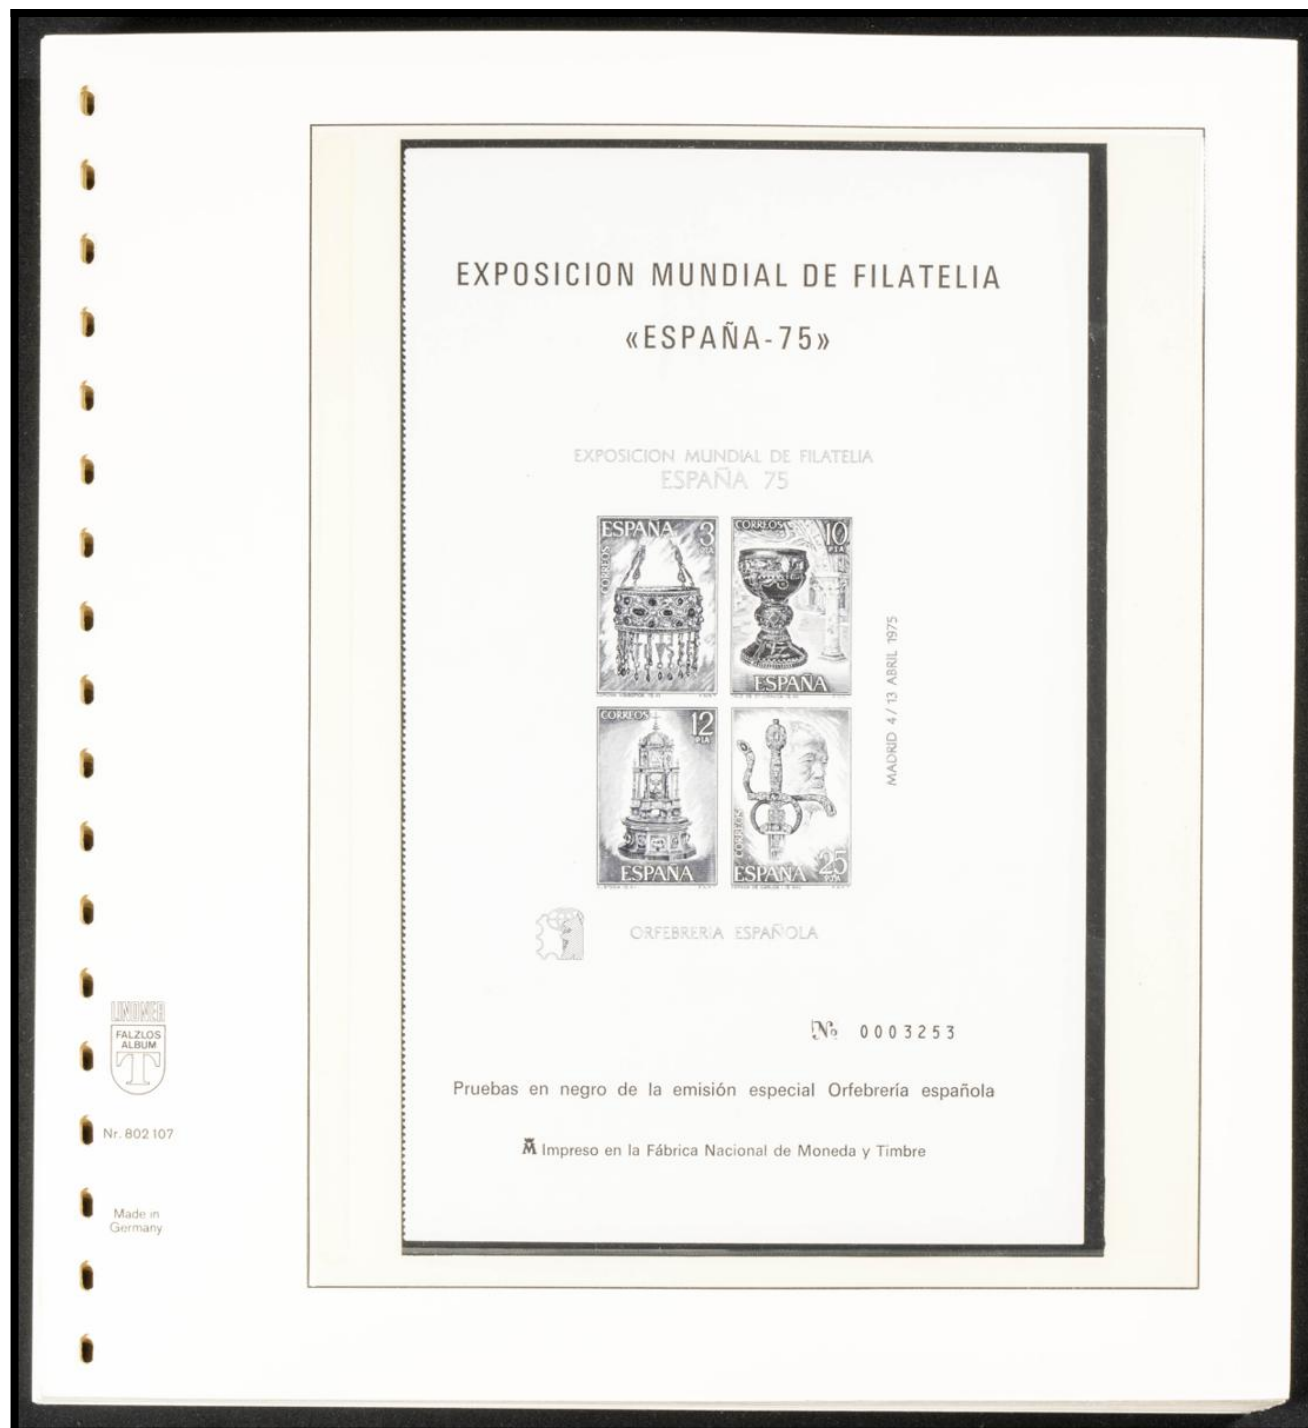 EXPOSICION MUNDIAL DE FILATELIA
«ESPAÑA-75»
EXPOSICION MUNDIAL DE FILATELIA
ESPAÑA 75
ESPAÑA 3
PTA
CORREOS
CORREOS 10
PTA
ESPAÑA
CORREOS 12
PTA
ESPAÑA
CORREOS
ESPAÑA 25
PTA
MADRID 4 / 13 ABRIL 1975
ORFEBRERIA ESPAÑOLA
Nº 0003253
Pruebas en negro de la emisión especial Orfebrería española
M Impreso en la Fábrica Nacional de Moneda y Timbre
LINDNER
FALZLOS
ALBUM
T
Nr. 802 107
Made in
Germany